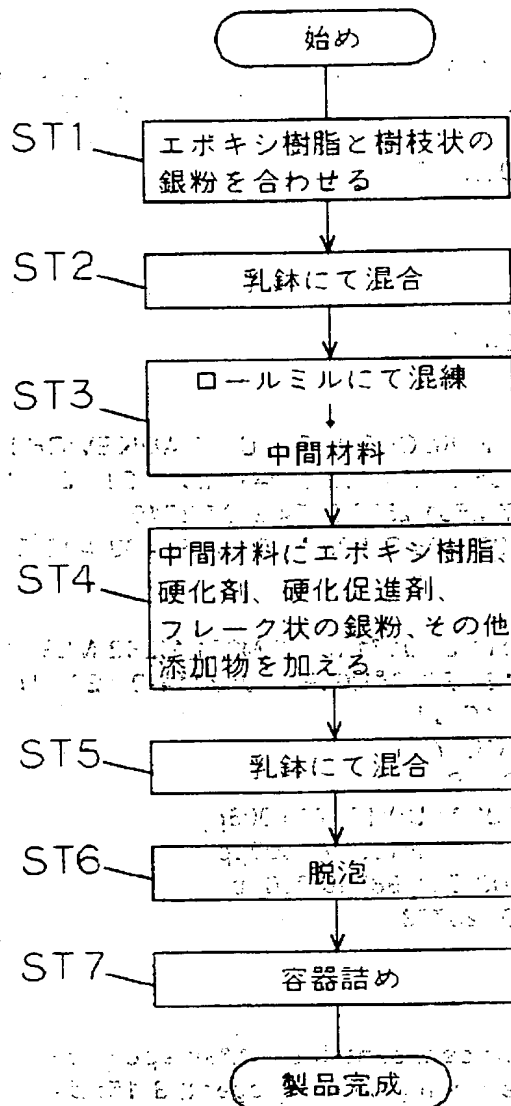 始め
ST1
エポキシ樹脂と樹枝状の
銀粉を合わせる
ST2
乳鉢にて混合
ST3
ロールミルにて混練
中間材料
ST4
中間材料にエポキシ樹脂、
硬化剤、硬化促進剤、
フレーク状の銀粉、その他
添加物を加える。
ST5
乳鉢にて混合
ST6
脱泡
ST7
容器詰め
製品完成